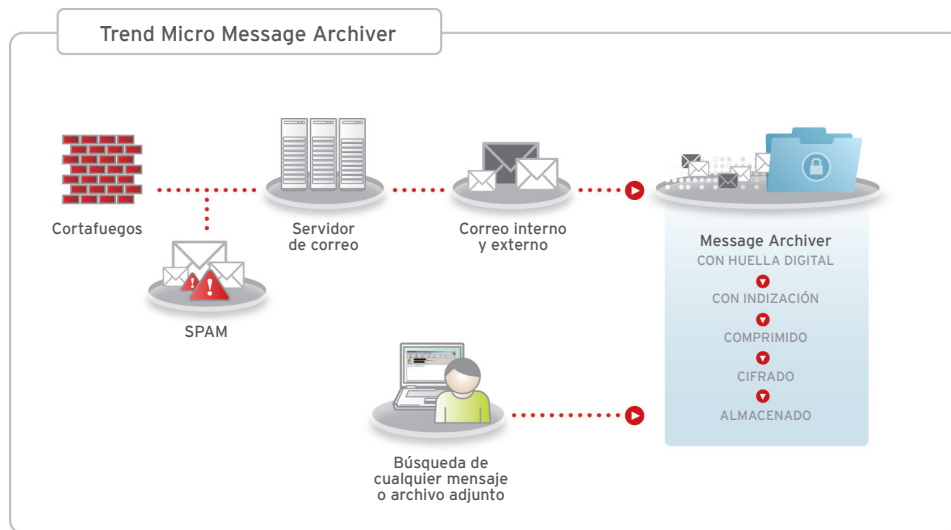 Trend Micro Message Archiver
Cortafuegos
Servidor
de correo
Correo interno
y externo
SPAM
Message Archiver
CON HUELLA DIGITAL
CON INDIZACIÓN
COMPRIMIDO
CIFRADO
ALMACENADO
Búsqueda de
cualquier mensaje
o archivo adjunto